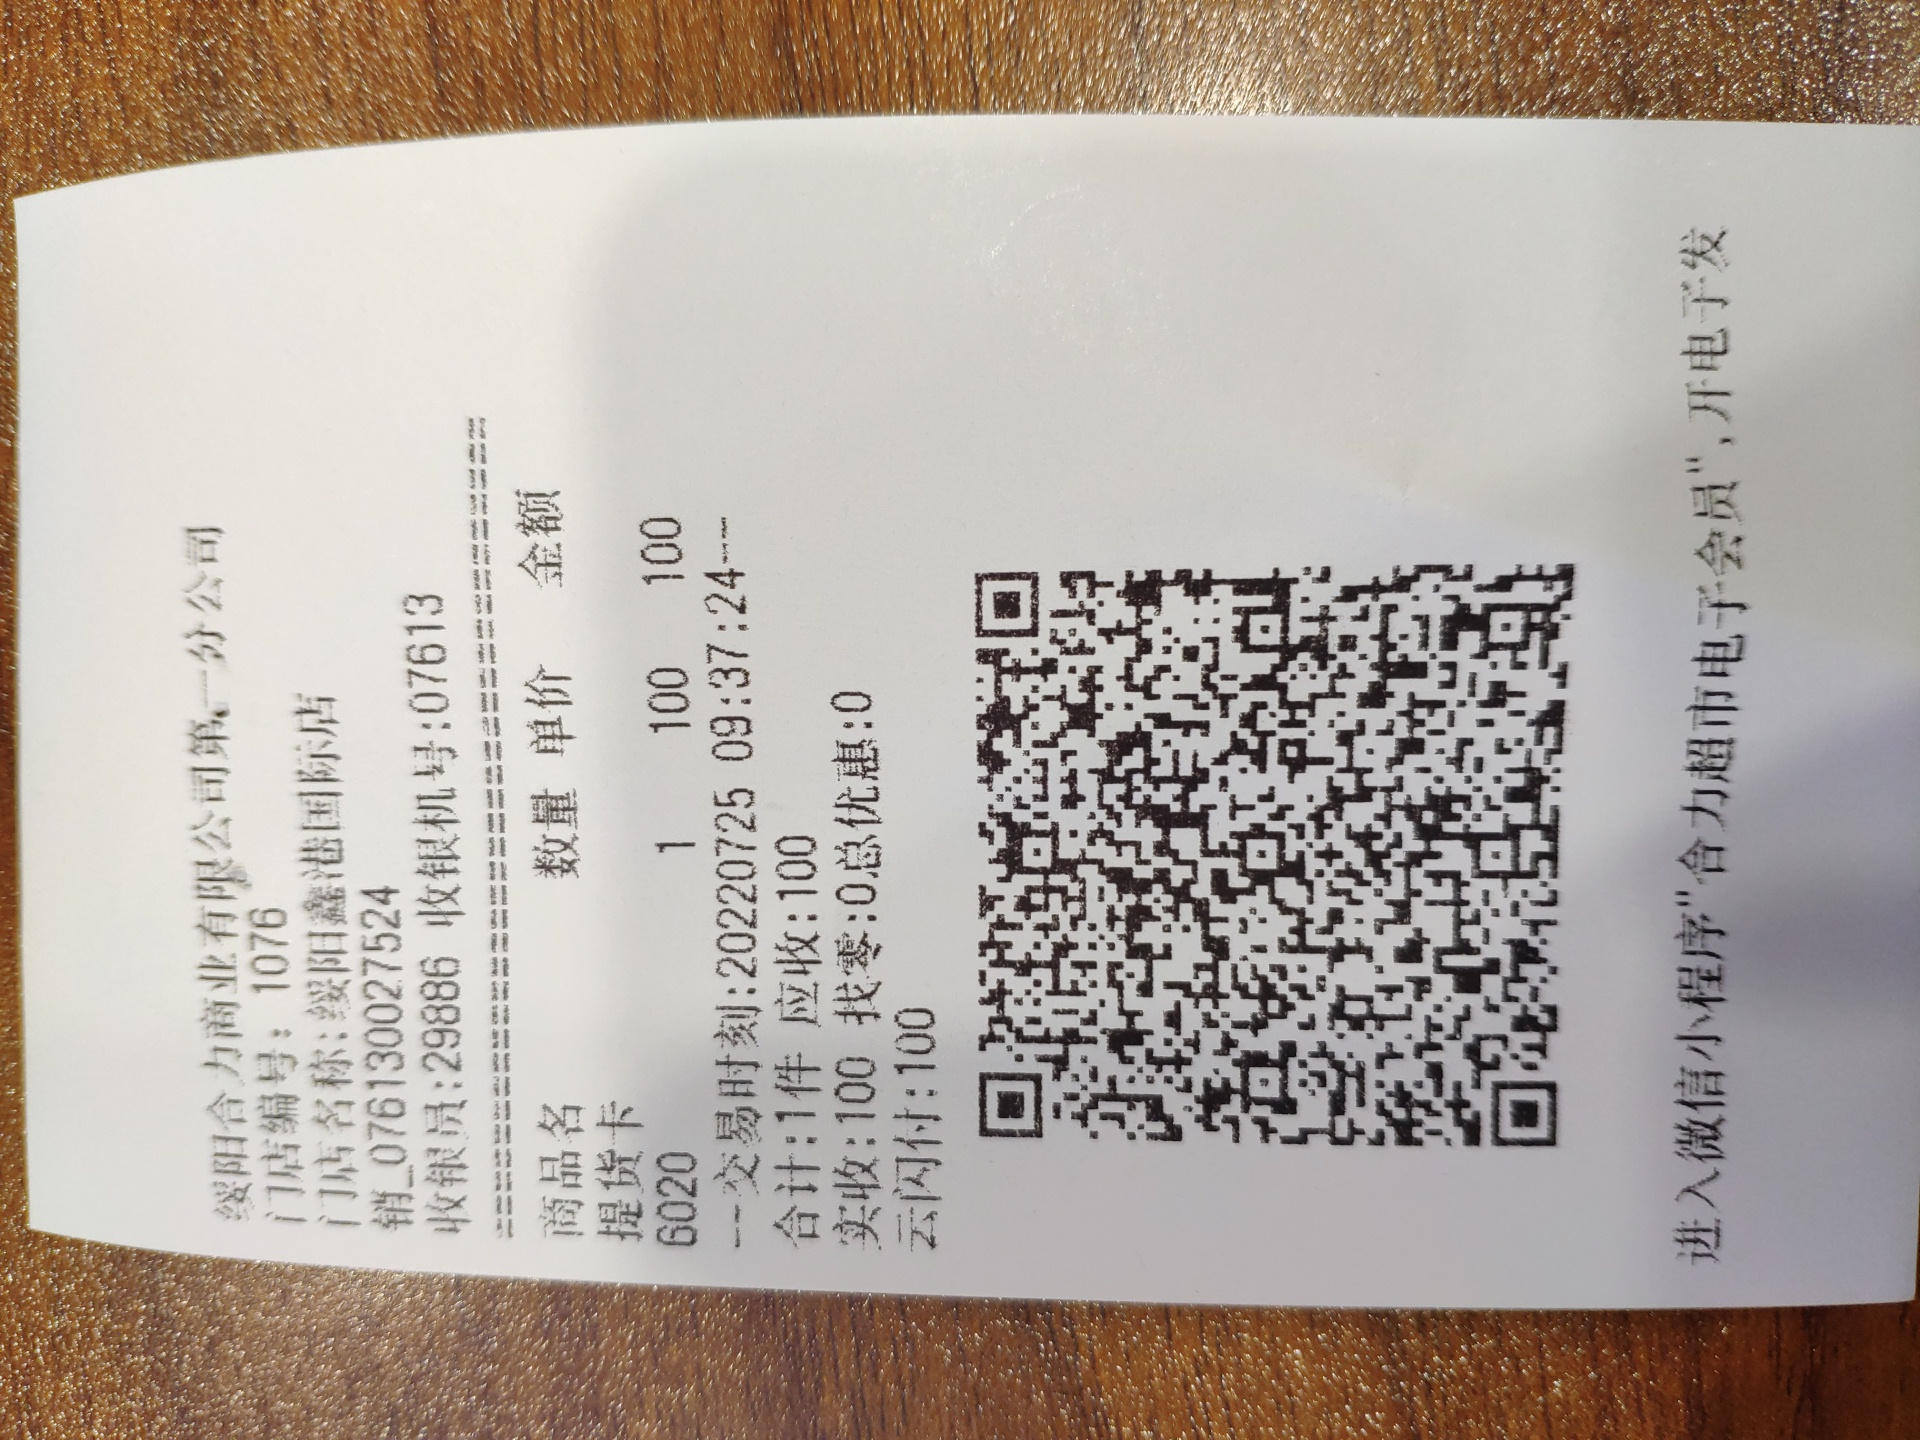 绥阳合力商业有限公司第一分公司
门店编号: 1076
门店名称:绥阳鑫港国际店
销_0761300027524
收银员:29886 收银机号:07613
================================
商品名 数量 单价 金额
提货卡
6020 1 100 100
--交易时刻:20220725 09:37:24--
合计:1件 应收:100
实收:100 找零:0总优惠:0
云闪付:100
进入微信小程序"合力超市电子会员",开电子发